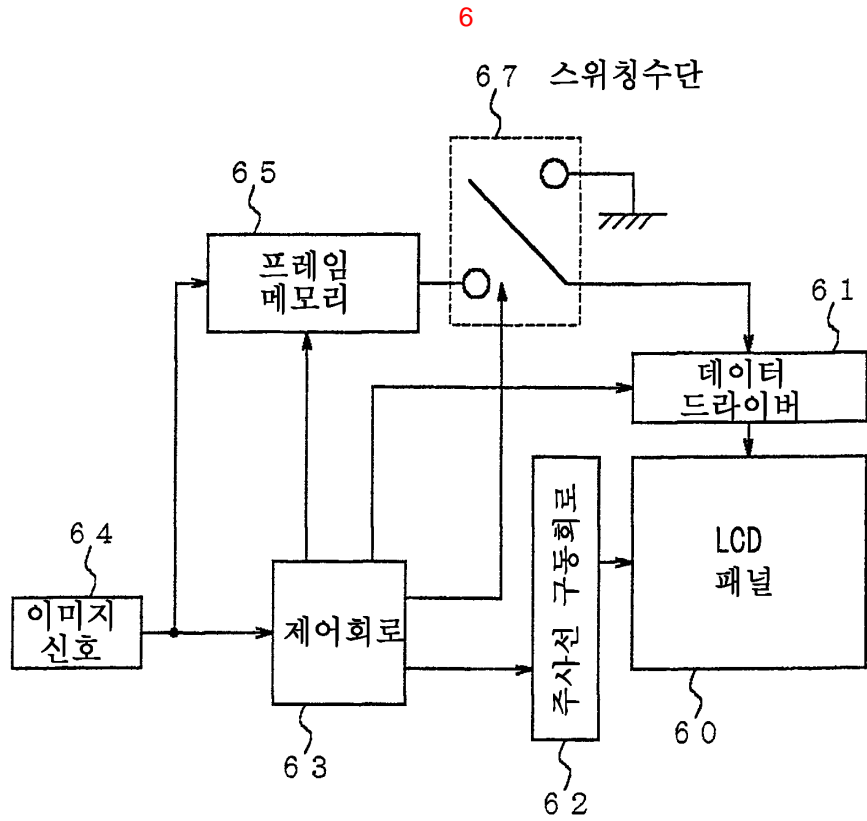 6
67 스위칭수단
65
프레임
메모리
61
데이터
드라이버
64
이미지
신호
제어회로
63
주사선 구동회로
62
LCD
패널
60